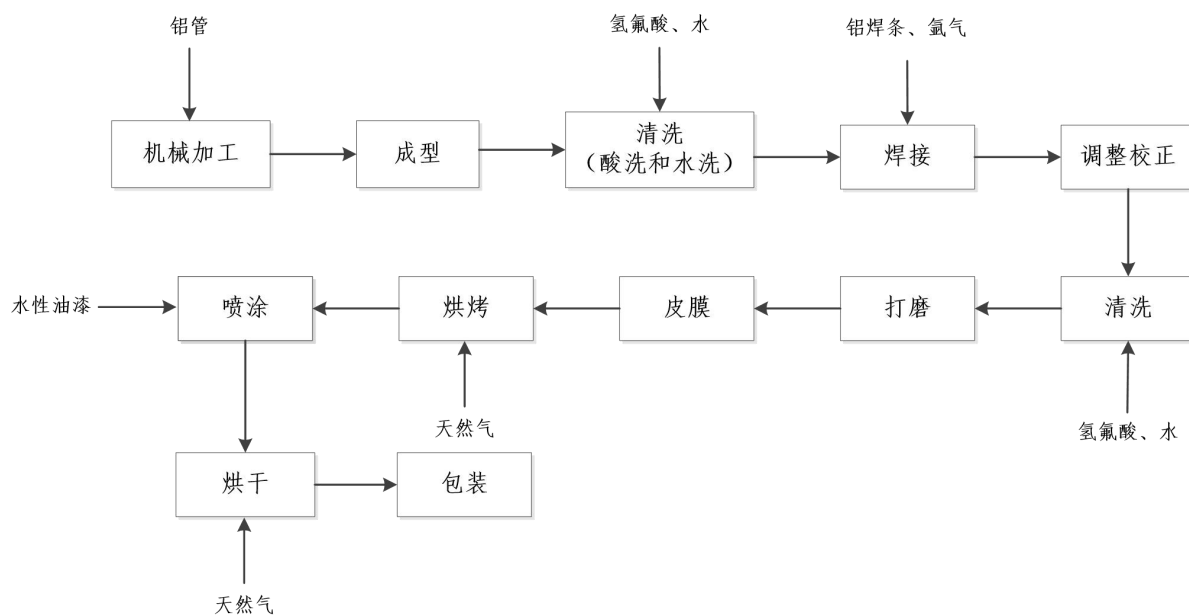 铝管
氢氟酸、水
铝焊条、氩气
机械加工
成型
清洗
（酸洗和水洗）
焊接
调整校正
水性油漆
喷涂
烘烤
皮膜
打磨
清洗
天然气
氢氟酸、水
烘干
包装
天然气